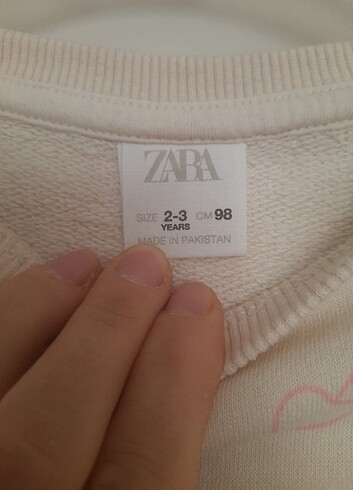 ZARA
SIZE 2-3 CM 98
YEARS
MADE IN PAKISTAN